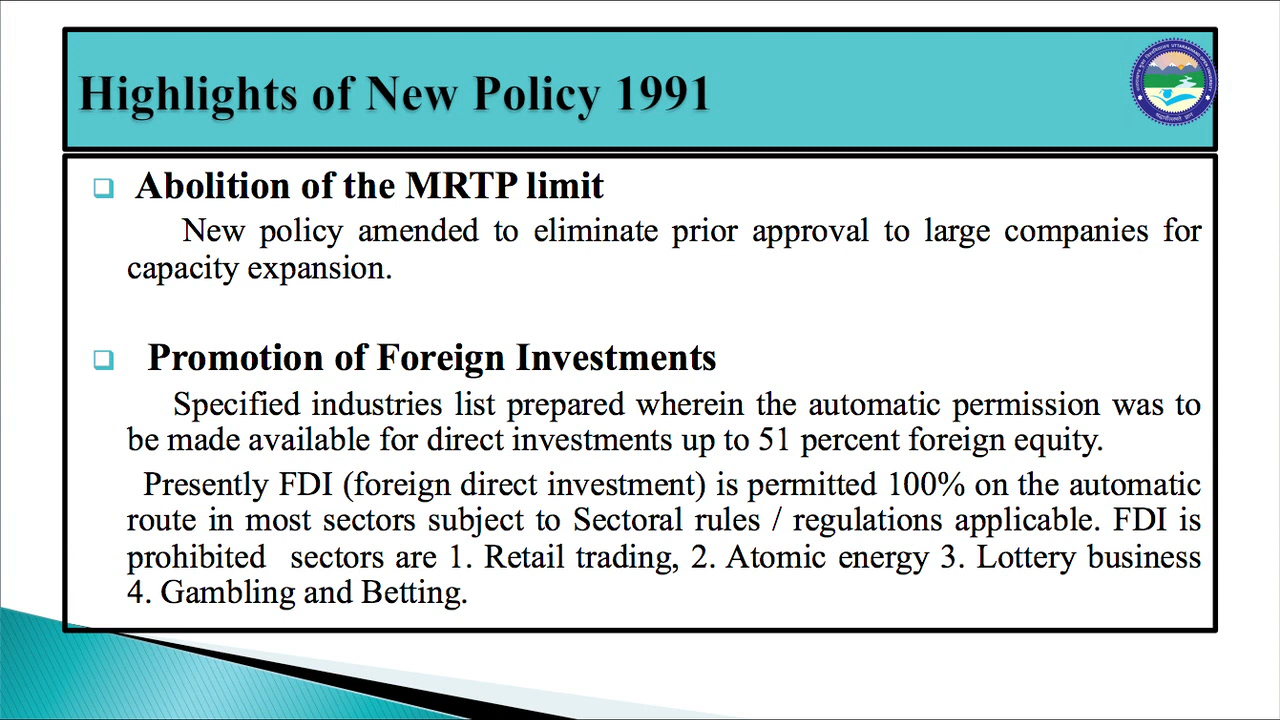 Highlights of New Policy 1991
UTTARAKHAND OPEN UNIVERSITY
Abolition of the MRTP limit
New policy amended to eliminate prior approval to large companies for
capacity expansion.
Promotion of Foreign Investments
Specified industries list prepared wherein the automatic permission was to
be made available for direct investments up to 51 percent foreign equity.
Presently FDI (foreign direct investment) is permitted 100% on the automatic
route in most sectors subject to Sectoral rules / regulations applicable. FDI is
prohibited sectors are 1. Retail trading, 2. Atomic energy 3. Lottery business
4. Gambling and Betting.